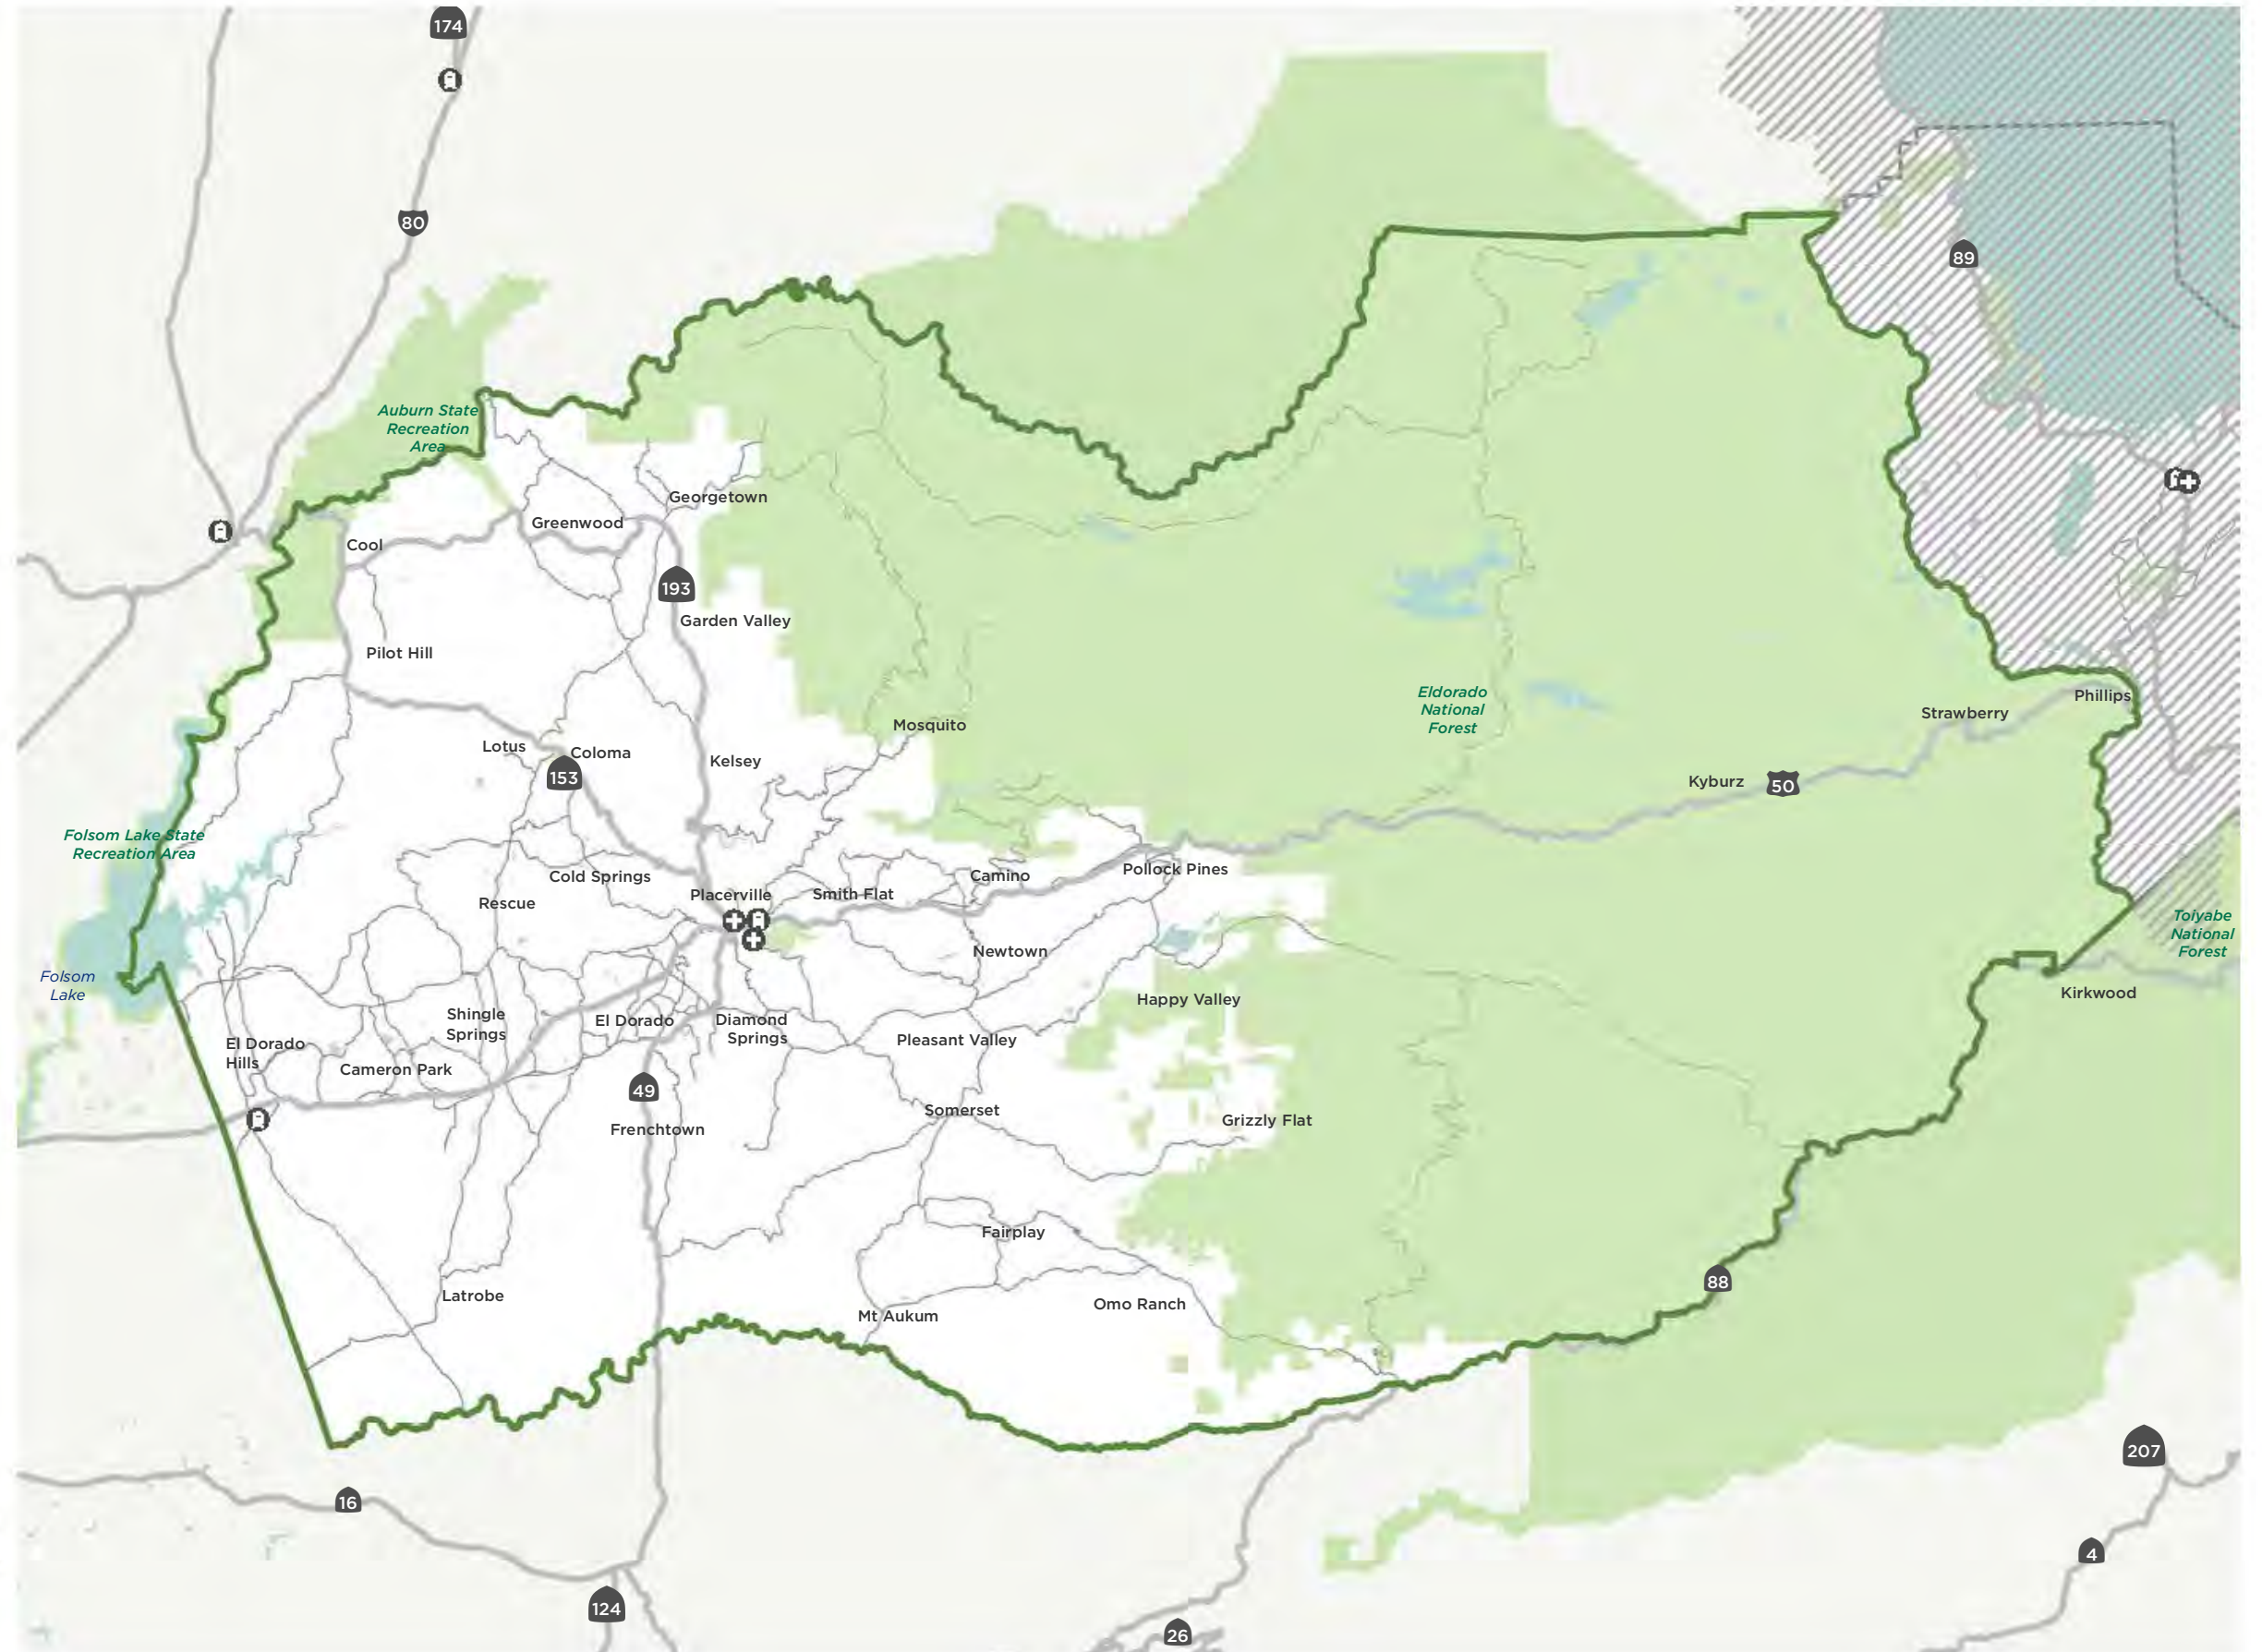 174
80
89
Auburn State
Recreation
Area
Georgetown
Greenwood
Cool
193
Garden Valley
Pilot Hill
Eldorado
National
Forest
Phillips
Strawberry
Mosquito
Lotus
Coloma
Kelsey
153
Kyburz
50
Folsom Lake State
Recreation Area
Pollock Pines
Cold Springs
Camino
Placerville
Smith Flat
Rescue
Toiyabe
National
Forest
Newtown
Folsom
Lake
Kirkwood
Happy Valley
Shingle
Springs
El Dorado
Diamond
Springs
Pleasant Valley
El Dorado
Hills
Cameron Park
49
Somerset
Grizzly Flat
Frenchtown
Fairplay
88
Latrobe
Omo Ranch
Mt Aukum
207
16
4
124
26